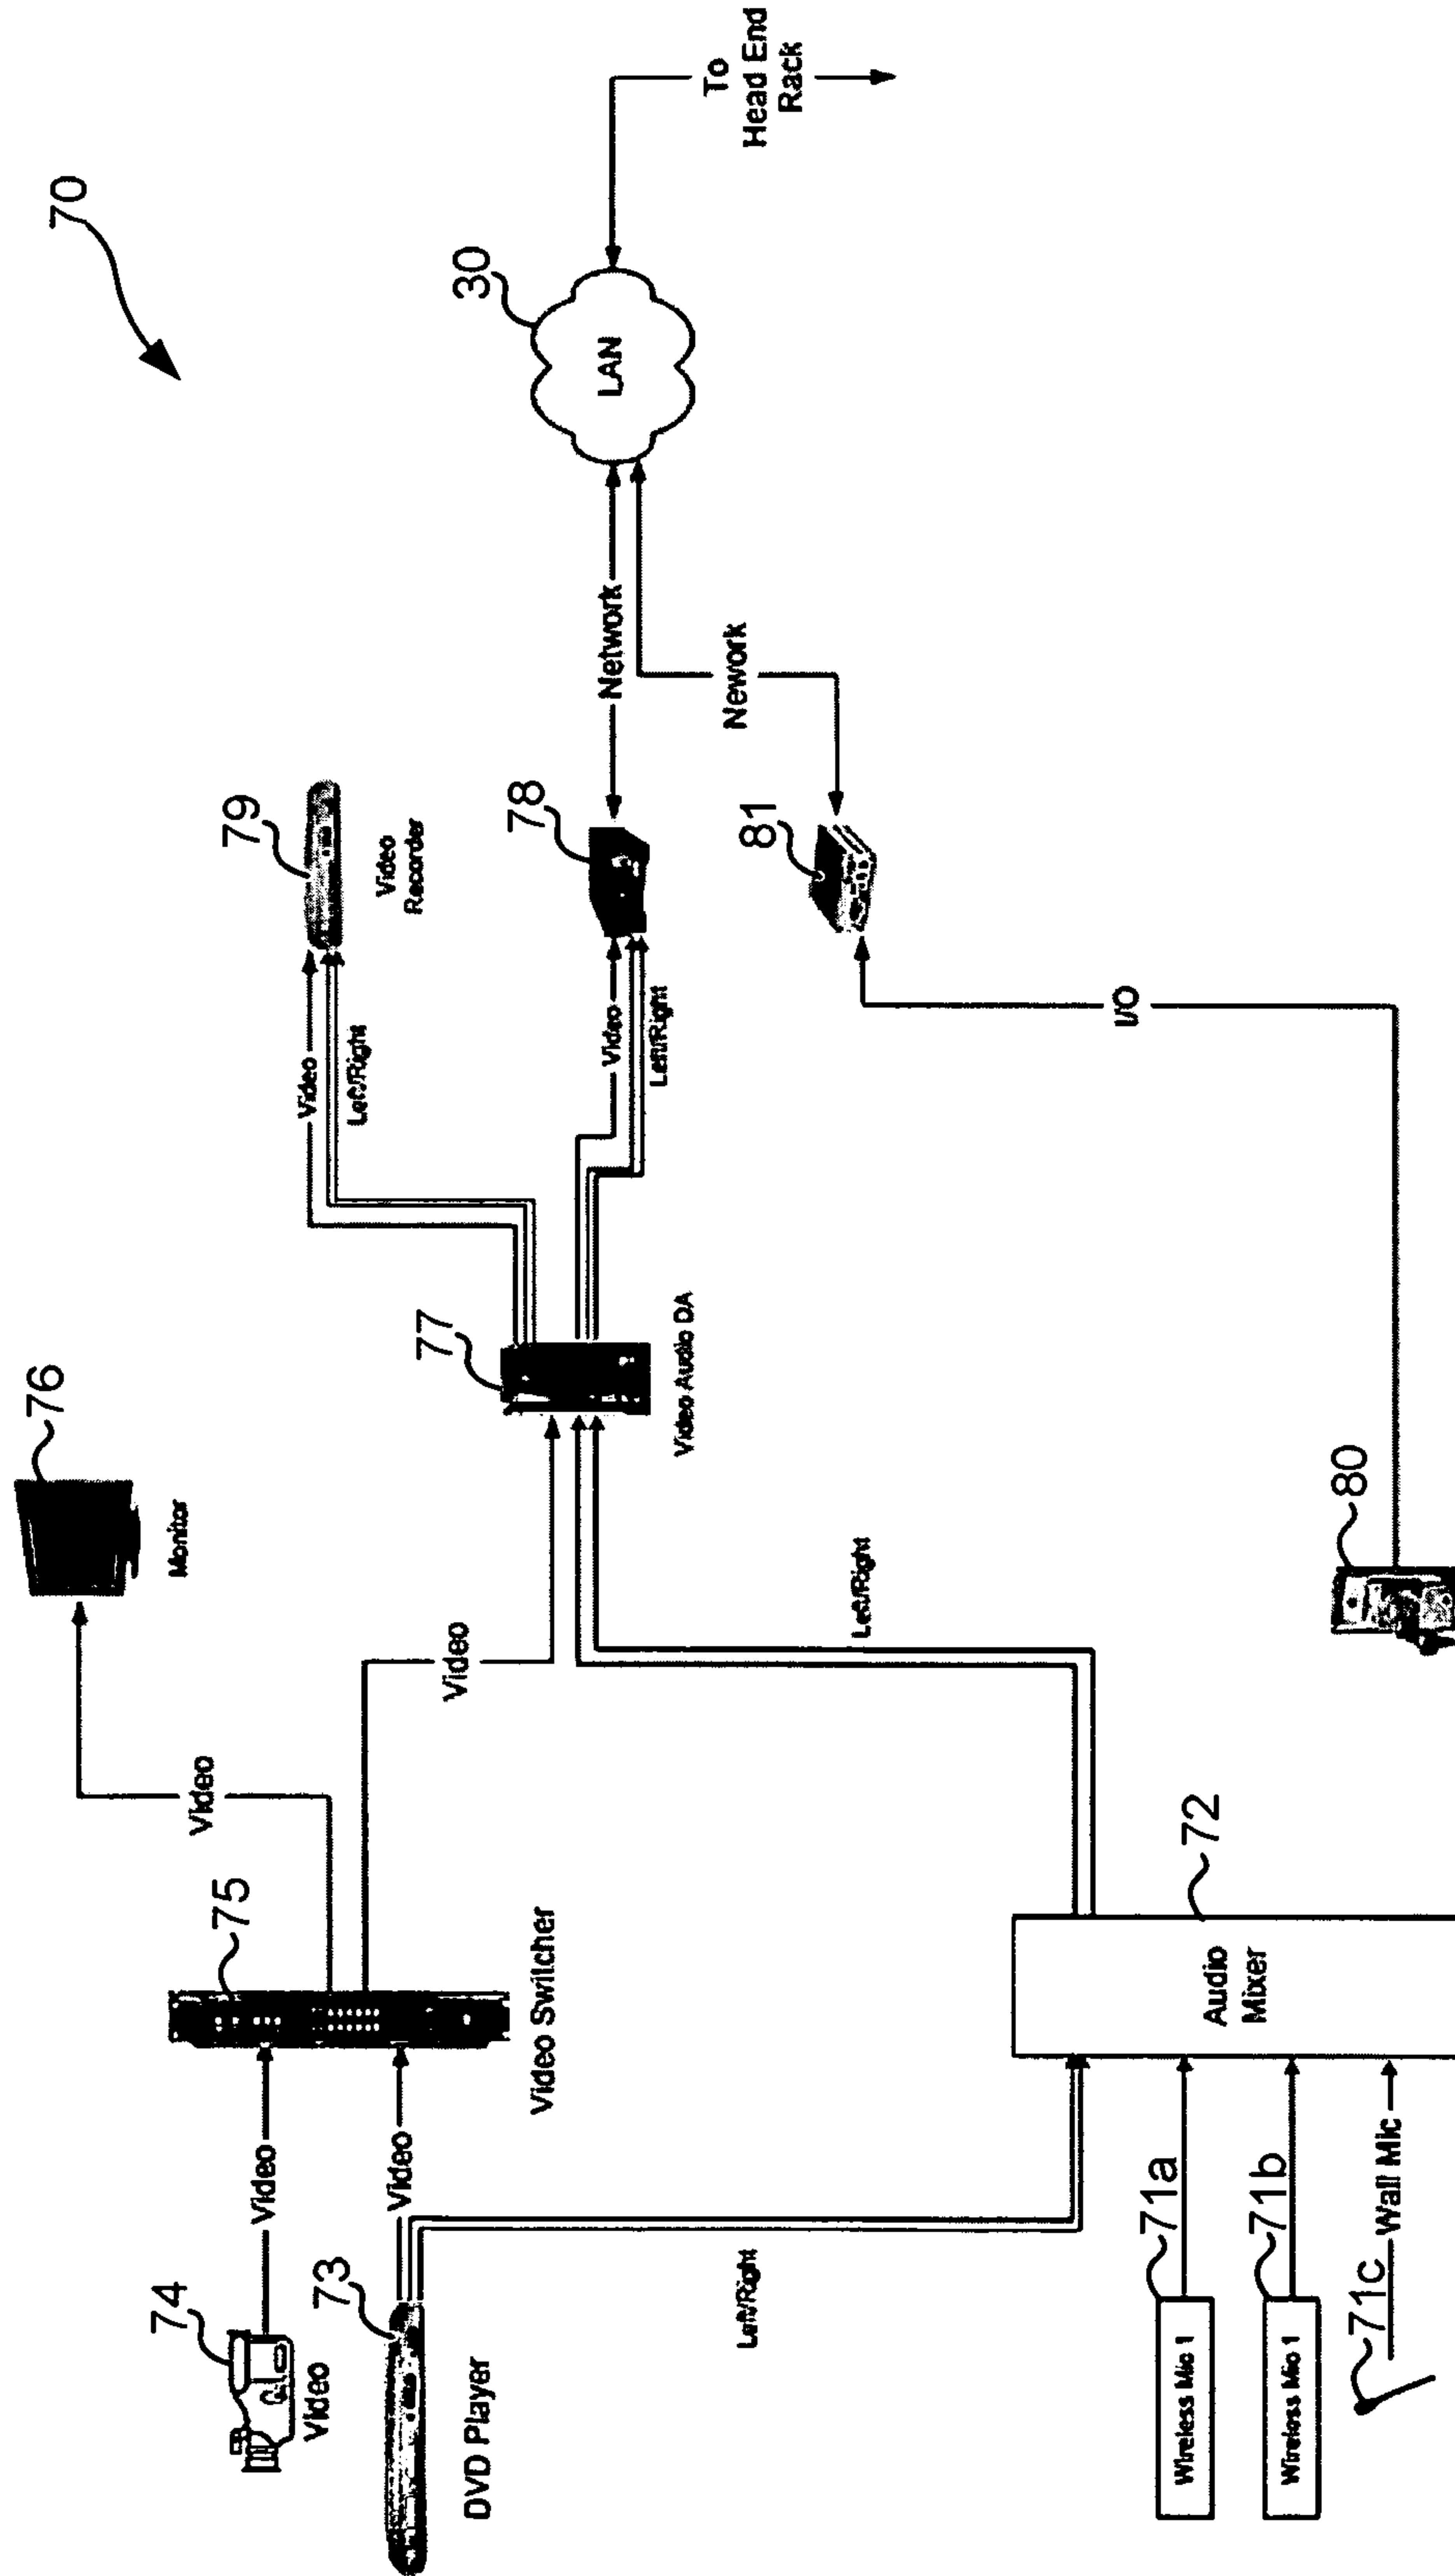 70
76
Monitor
79
Video
Recorder
Video
Left/Right
75
Video
Video Switcher
74
Video
Video
73
DVD Player
Video
Left/Right
Video
77
Video Audio DA
Video
Left/Right
78
Network
30
LAN
To
Head End
Rack
Nework
81
I/O
80
Left/Right
72
Audio
Mixer
71a
Wireless Mic 1
71b
Wireless Mic 1
71c
Wall Mic